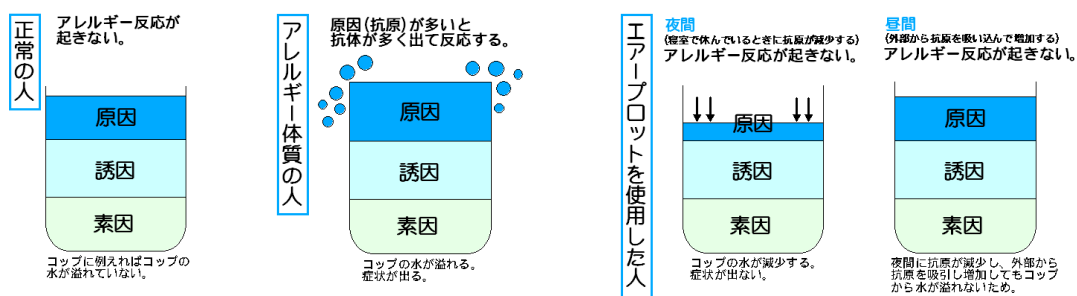 正常の人
アレルギー反応が
起きない。
原因
誘因
素因
コップに例えればコップの
水が溢れていない。
アレルギー体質の人
原因(抗原)が多いと
抗体が多く出て反応する。
原因
誘因
素因
コップの水が溢れる。
症状が出る。
エアープロットを使用した人
夜間
(寝室で休んでいるときに抗原が減少する)
アレルギー反応が起きない。
原因
誘因
素因
コップの水が減少する。
症状が出ない。
昼間
(外部から抗原を吸い込んで増加する)
アレルギー反応が起きない。
原因
誘因
素因
夜間に抗原が減少し、外部から
抗原を吸引し増加してもコップ
から水が溢れないため。